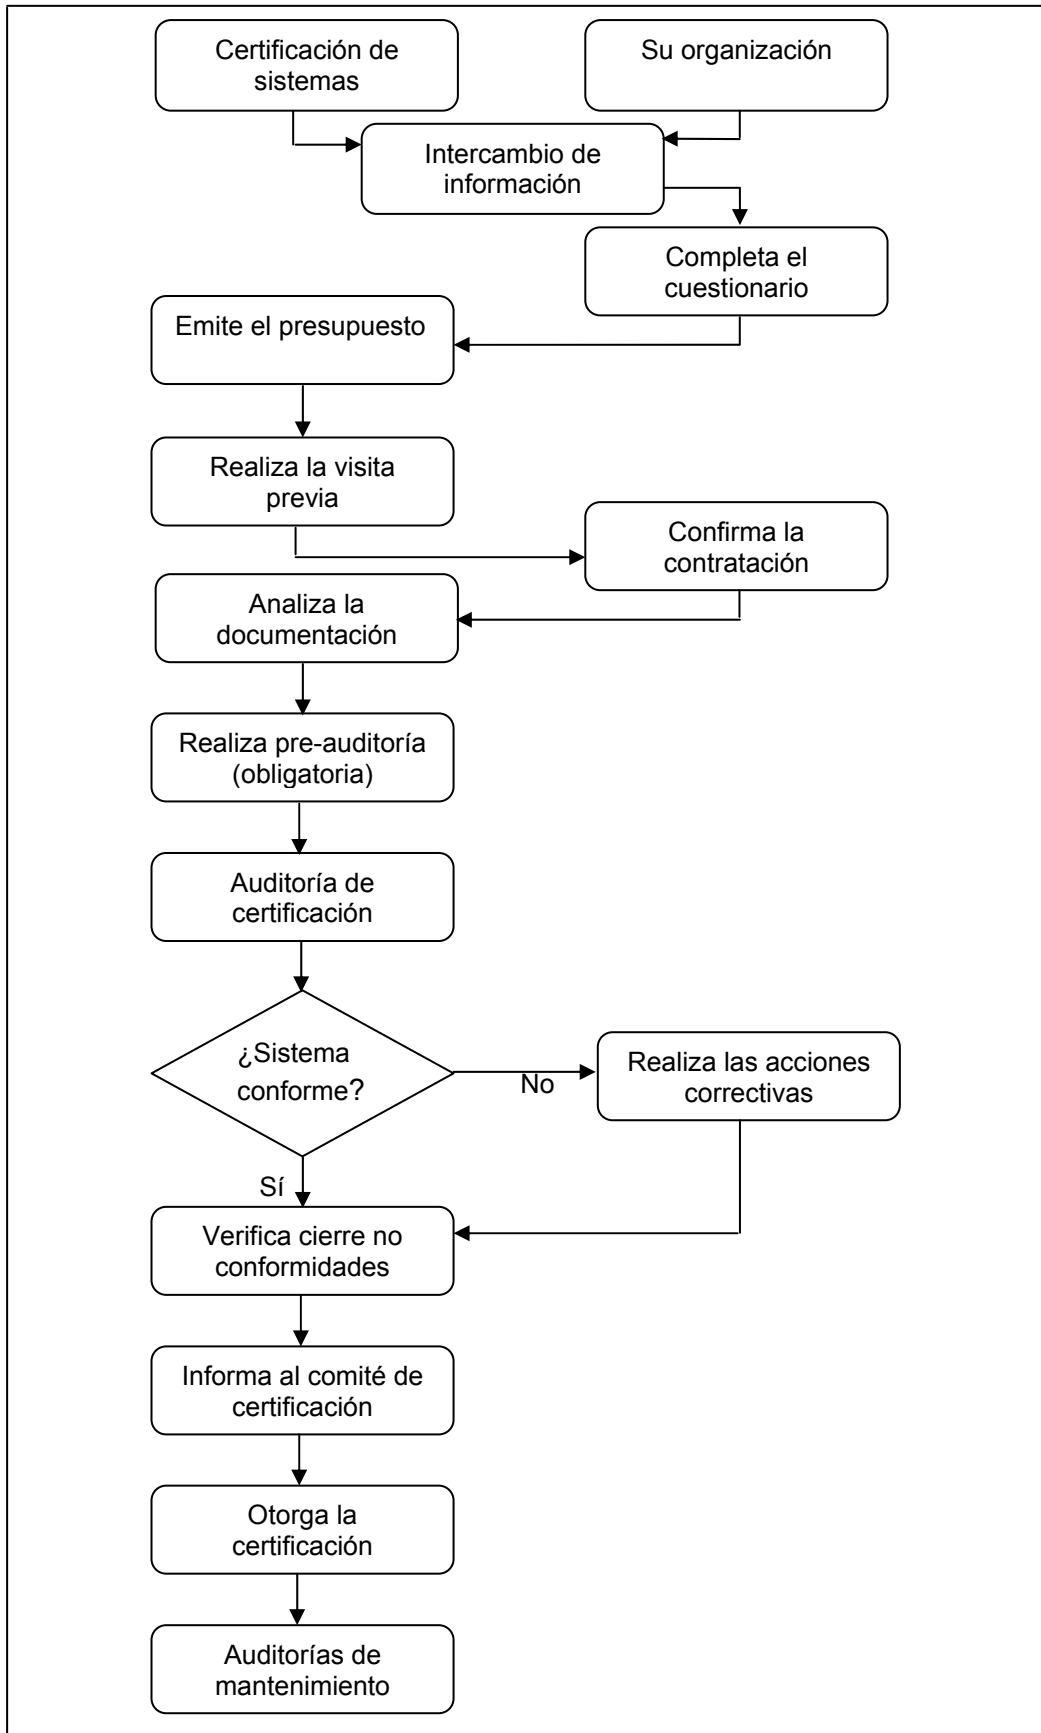 Certificación de
sistemas
Su organización
Intercambio de
información
Completa el
cuestionario
Emite el presupuesto
Realiza la visita
previa
Confirma la
contratación
Analiza la
documentación
Realiza pre-auditoría
(obligatoria)
Auditoría de
certificación
¿Sistema
conforme?
No
Realiza las acciones
correctivas
Sí
Verifica cierre no
conformidades
Informa al comité de
certificación
Otorga la
certificación
Auditorías de
mantenimiento